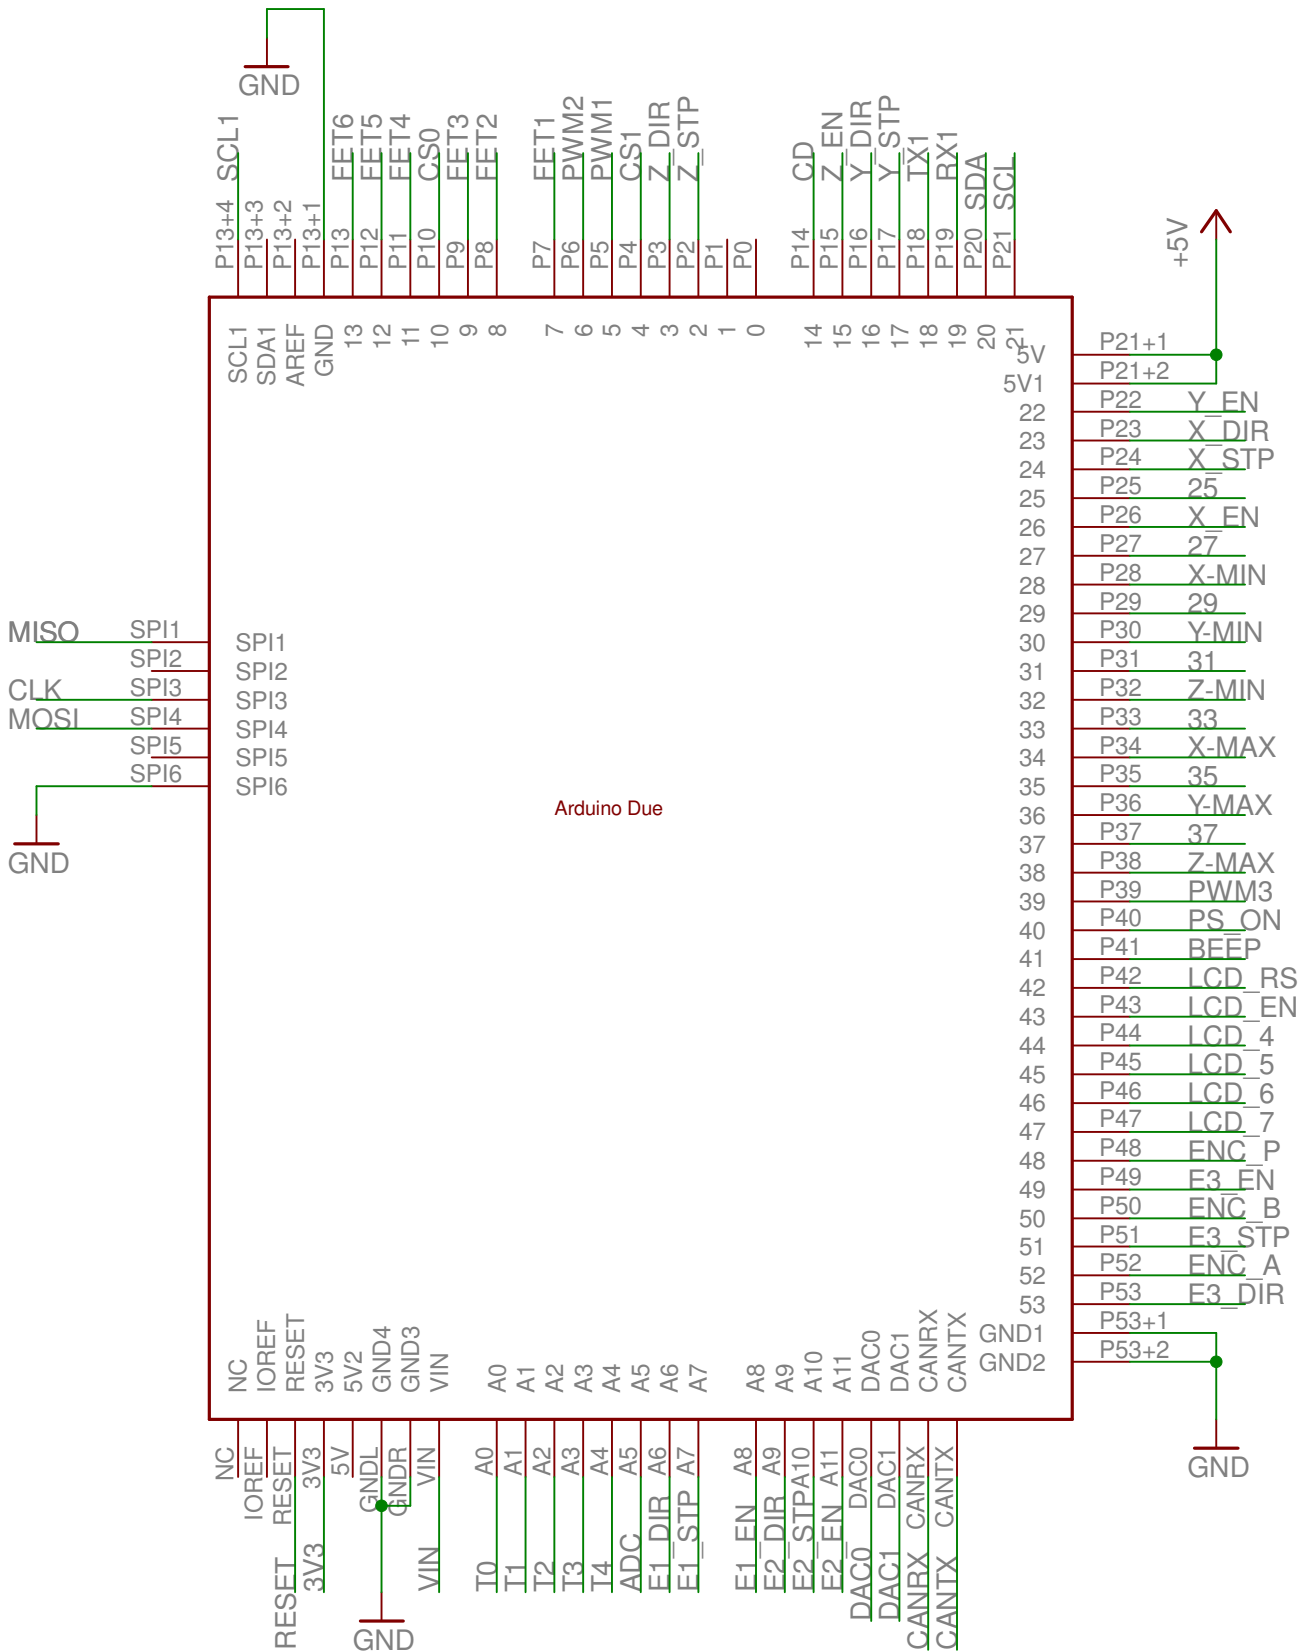 GND
SCL1 FET6 FET5 FET4 CS0 FET3 FET2 FET1 PWM2 PWM1 CS1 Z_DIR Z_STP CD Z_EN Y_DIR Y_STP TX1 RX1 SDA SCL
P13+4 P13+3 P13+2 P13+1 P13 P12 P11 P10 P9 P8 P7 P6 P5 P4 P3 P2 P1 P0 P14 P15 P16 P17 P18 P19 P20 P21
+5V
SCL1 SDA1 AREF GND 13 12 11 10 9 8 7 6 5 4 3 2 1 0 14 15 16 17 18 19 20 21
5V P21+1
5V1 P21+2
22 P22 Y_EN
23 P23 X_DIR
24 P24 X_STP
25 P25 25
26 P26 X_EN
27 P27 27
28 P28 X-MIN
29 P29 29
MISO SPI1 SPI1 30 P30 Y-MIN
SPI2 SPI2 31 P31 31
CLK SPI3 SPI3 32 P32 Z-MIN
MOSI SPI4 SPI4 33 P33 33
SPI5 SPI5 34 P34 X-MAX
SPI6 SPI6 35 P35 35
Arduino Due 36 P36 Y-MAX
37 P37 37
GND 38 P38 Z-MAX
39 P39 PWM3
40 P40 PS_ON
41 P41 BEEP
42 P42 LCD_RS
43 P43 LCD_EN
44 P44 LCD_4
45 P45 LCD_5
46 P46 LCD_6
47 P47 LCD_7
48 P48 ENC_P
49 P49 E3_EN
50 P50 ENC_B
51 P51 E3_STP
52 P52 ENC_A
53 P53 E3_DIR
GND1 P53+1
GND2 P53+2
NC IOREF RESET 3V3 5V2 GND4 GND3 VIN A0 A1 A2 A3 A4 A5 A6 A7 A8 A9 A10 A11 DAC0 DAC1 CANRX CANTX
NC IOREF RESET 3V3 5V GNDL GNDR VIN A0 A1 A2 A3 A4 A5 A6 A7 A8 A9 A10 A11 DAC0 DAC1 CANRX CANTX
GND
RESET 3V3 VIN T0 T1 T2 T3 T4 ADC E1_DIR E1_STP E1_EN E2_DIR E2_STP E2_EN DAC0 DAC1 CANRX CANTX
GND